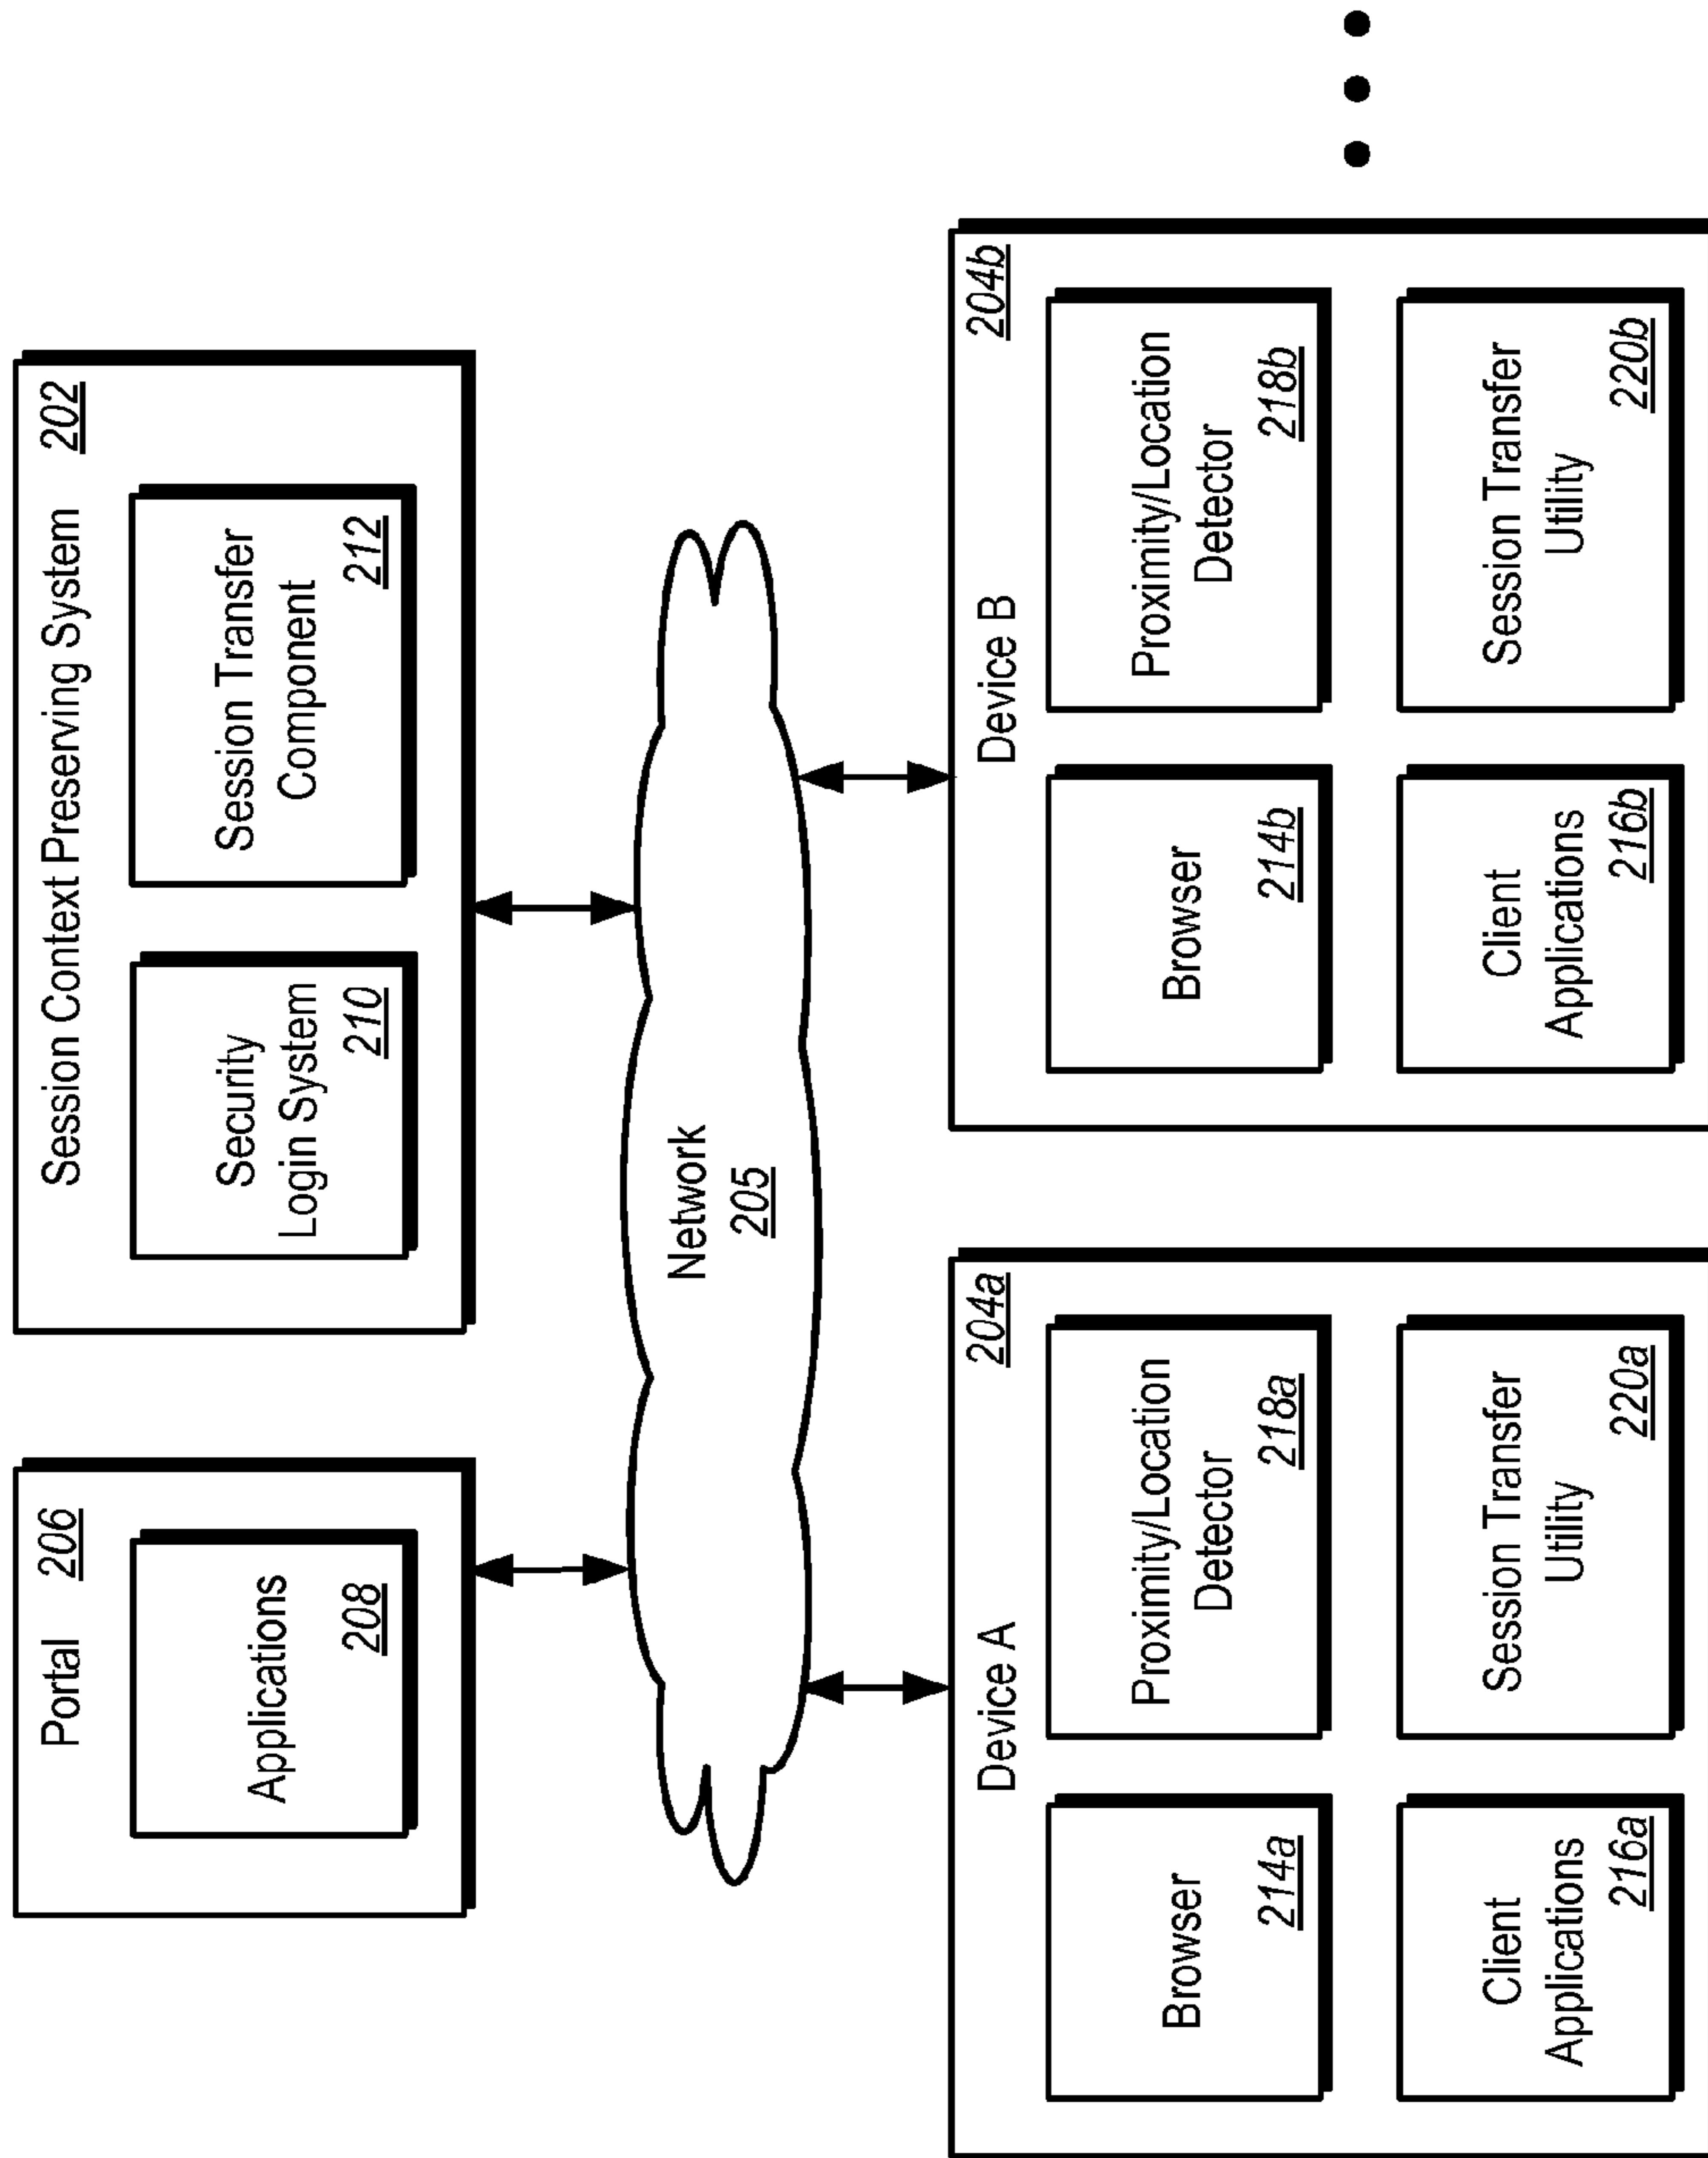 Portal 206
Applications
208
Session Context Preserving System 202
Security
Login System
210
Session Transfer
Component
212
Network
205
Device A 204a
Browser
214a
Proximity/Location
Detector
218a
Client
Applications
216a
Session Transfer
Utility
220a
Device B 204b
Browser
214b
Proximity/Location
Detector
218b
Client
Applications
216b
Session Transfer
Utility
220b